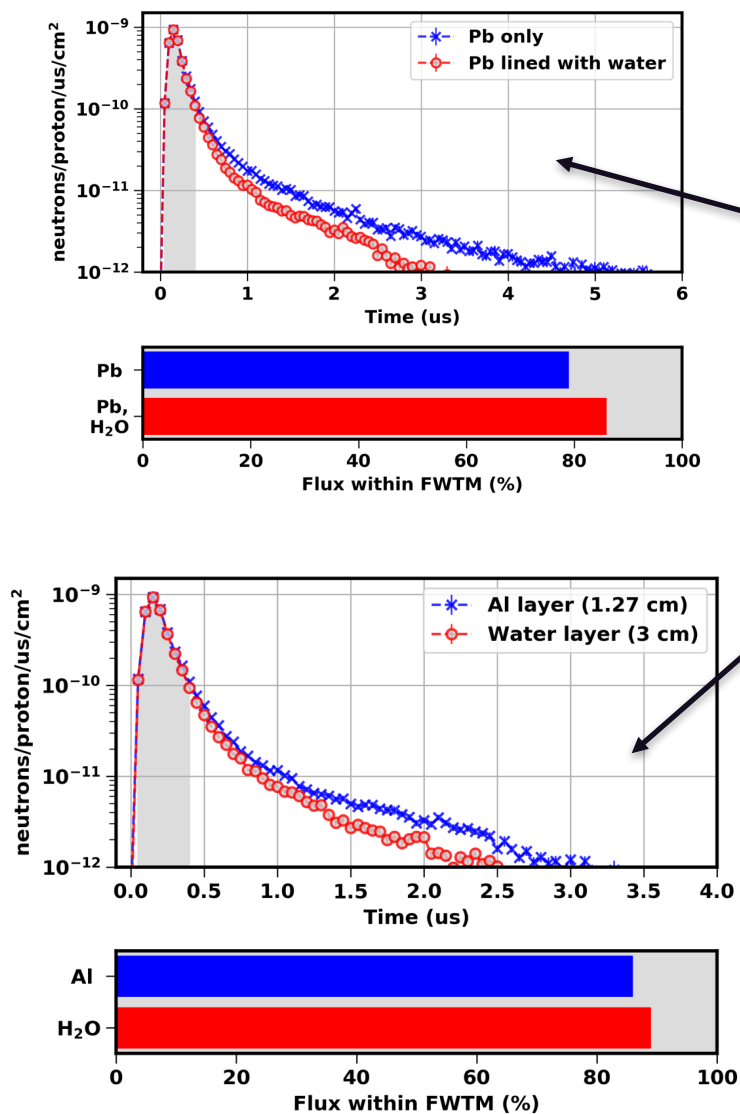 neutrons/proton/us/cm²
10⁻⁹
10⁻¹⁰
10⁻¹¹
10⁻¹²
Pb only
Pb lined with water
0 1 2 3 4 5 6
Time (us)
Pb
Pb,
H₂O
0 20 40 60 80 100
Flux within FWTM (%)
neutrons/proton/us/cm²
10⁻⁹
10⁻¹⁰
10⁻¹¹
10⁻¹²
Al layer (1.27 cm)
Water layer (3 cm)
0.0 0.5 1.0 1.5 2.0 2.5 3.0 3.5 4.0
Time (us)
Al
H₂O
0 20 40 60 80 100
Flux within FWTM (%)